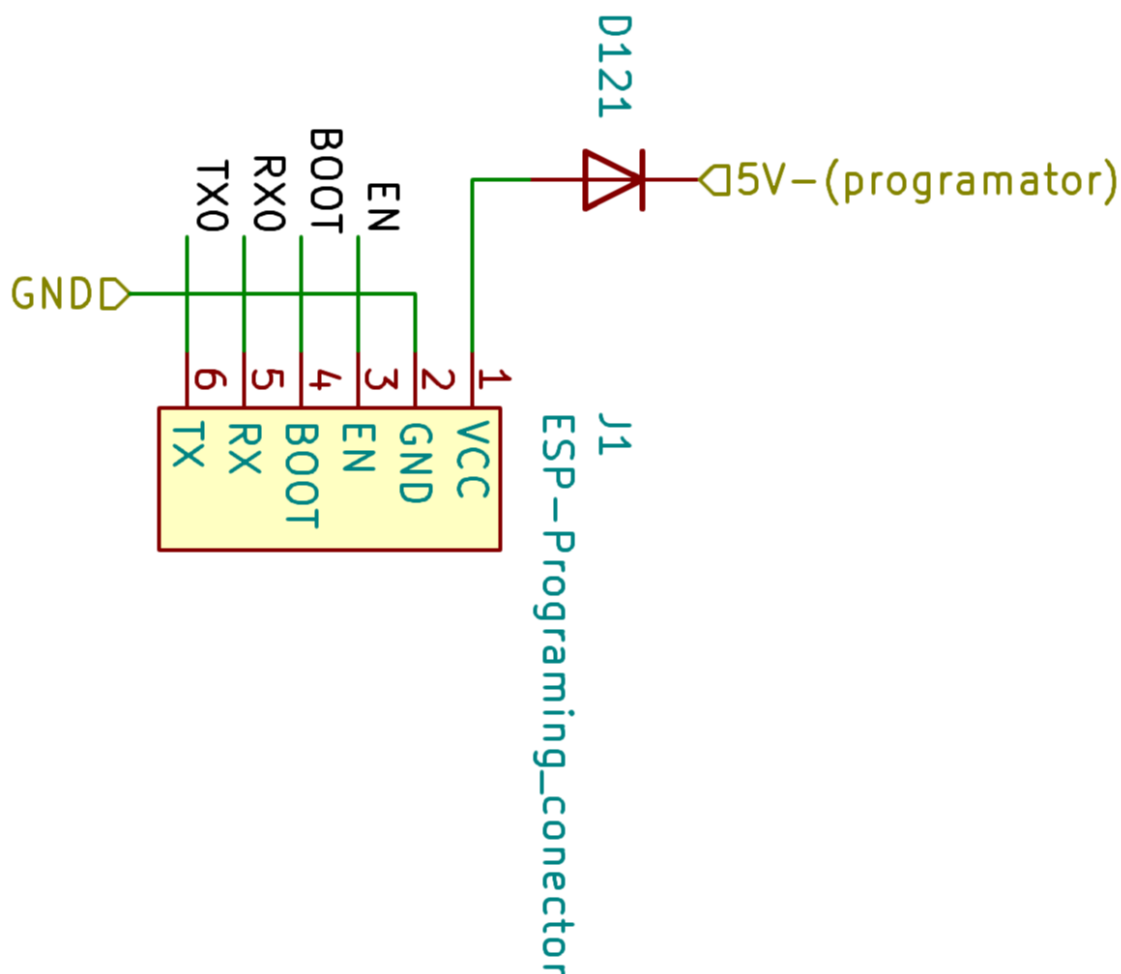 D121
5V-(programator)
TX0
RX0
BOOT
EN
GND
6
5
4
3
2
1
TX
RX
BOOT
EN
GND
VCC
J1
ESP-Programing_conector